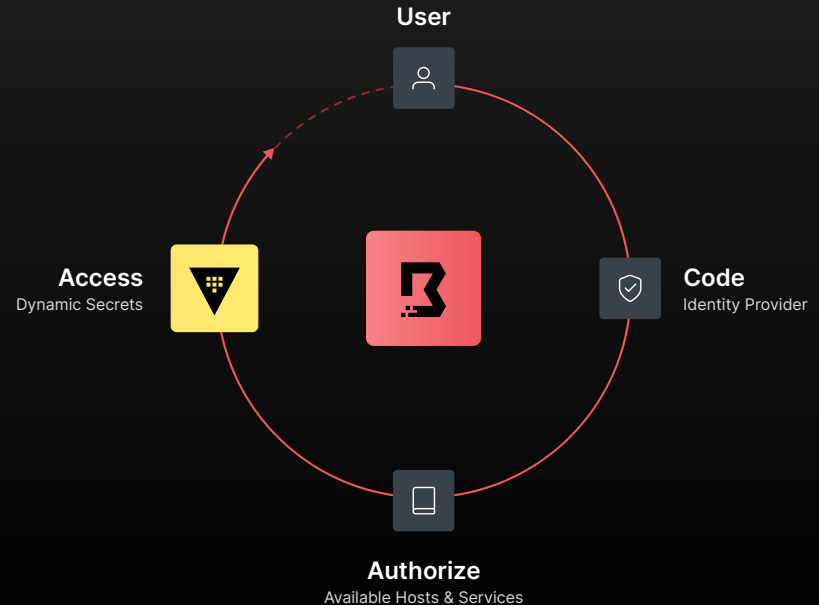 User
Access
Dynamic Secrets
Code
Identity Provider
Authorize
Available Hosts & Services